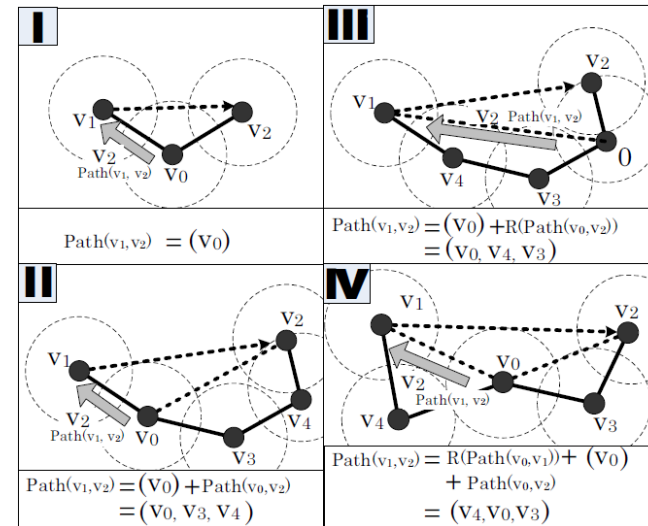 I
V1
V2
V2
Path(v1, v2)
V0
Path(v1,v2) = (v0)
III
V2
V1
V2
Path(v1, v2)
0
V4
V3
Path(v1,v2) = (v0) +R(Path(v0,v2))
= (v0, v4, v3)
II
V2
V1
V2
Path(v1, v2)
V0
V4
V3
Path(v1,v2) = (v0) + Path(v0,v2)
= (v0, v3, v4)
IV
V1
V2
V0
V2
Path(v1, v2)
V4
V3
Path(v1,v2) = R(Path(v0,v1)) + (v0)
+ Path(v0,v2)
= (v4,v0,v3)